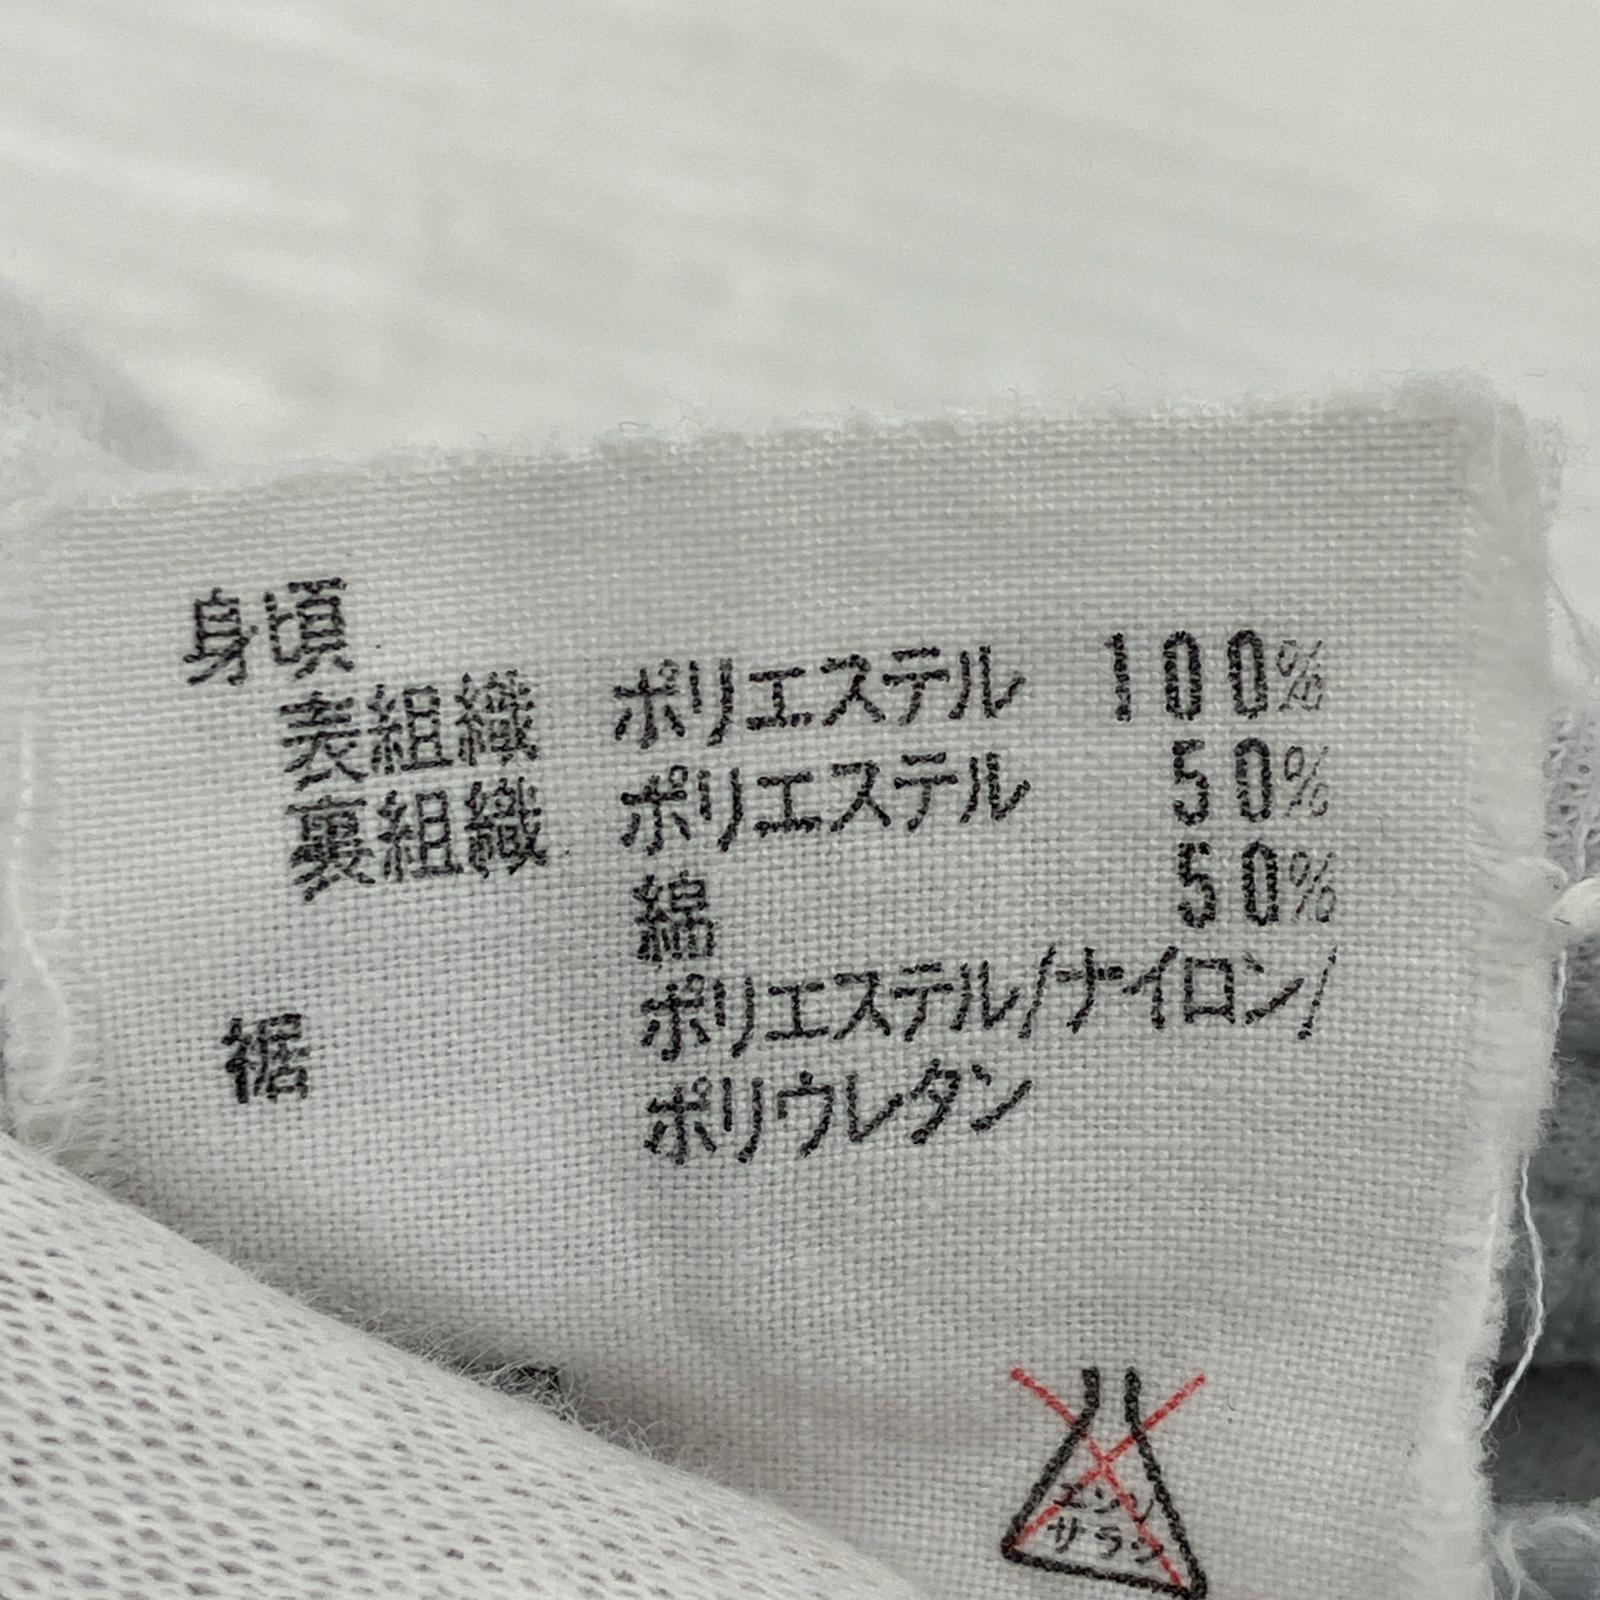 身頃
表組織 ポリエステル 100%
裏組織 ポリエステル 50%
綿 50%
裾 ポリエステル/ナイロン/
ポリウレタン
エンソ
サラシ